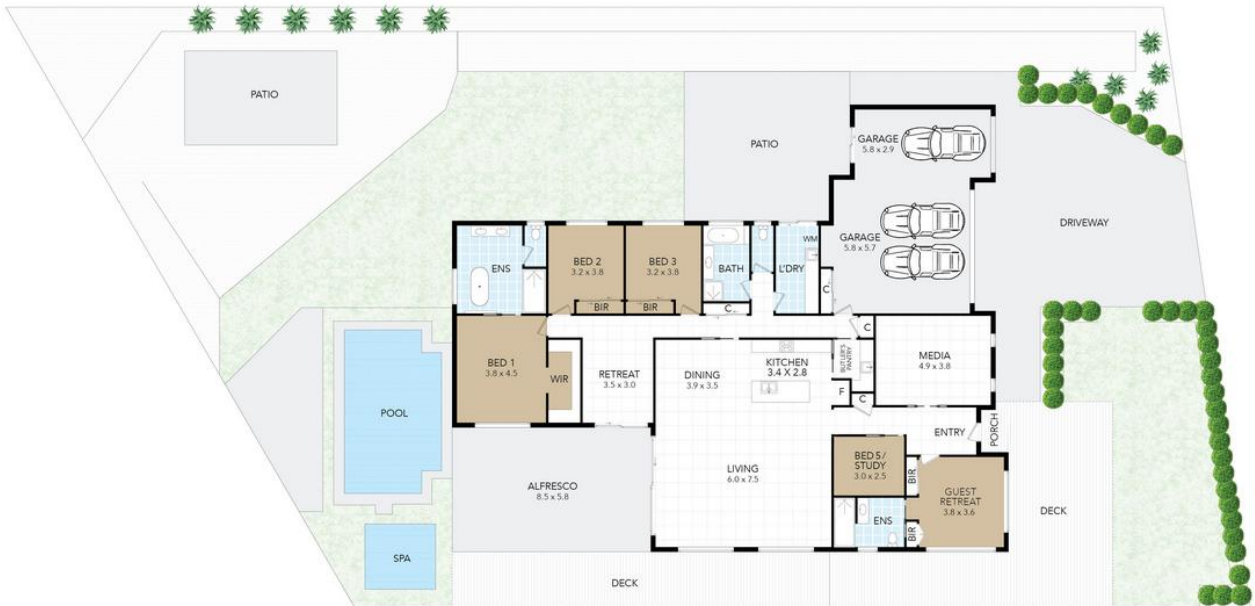 PATIO
PATIO
GARAGE
5.8 x 2.9
DRIVEWAY
GARAGE
5.8 x 5.7
ENS
BED 2
3.2 x 3.8
BED 3
3.2 x 3.8
BATH
L'DRY
WM
C
BIR
BIR
C
C
BED 1
3.8 x 4.5
WIR
RETREAT
3.5 x 3.0
DINING
3.9 x 3.5
KITCHEN
3.4 X 2.8
BUTLER'S
PANTRY
MEDIA
4.9 x 3.8
F
C
POOL
ENTRY
PORCH
ALFRESCO
8.5 x 5.8
LIVING
6.0 x 7.5
BED 5/
STUDY
3.0 x 2.5
BIR
GUEST
RETREAT
3.8 x 3.6
DECK
ENS
BIR
SPA
DECK